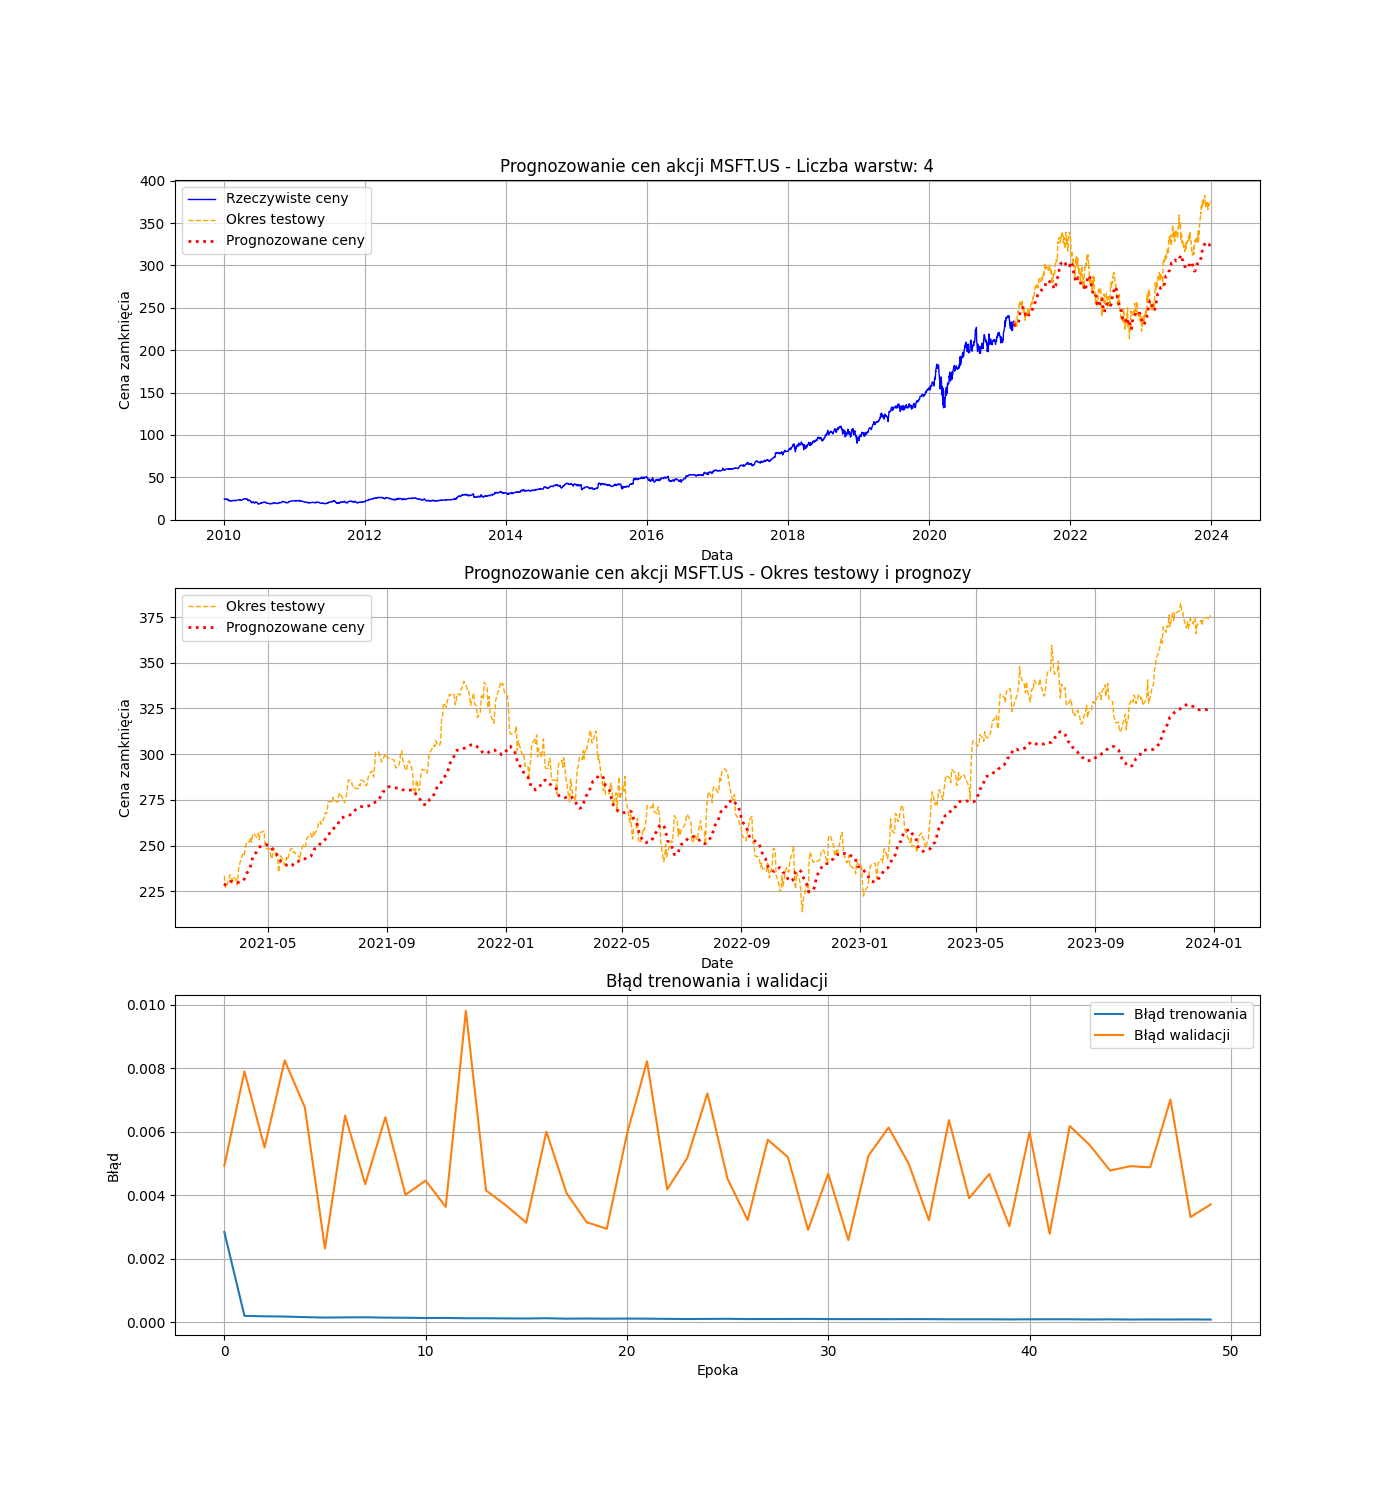 Prognozowanie cen akcji MSFT.US - Liczba warstw: 4
400
350
300
250
200
150
100
50
0
Cena zamknięcia
Rzeczywiste ceny
Okres testowy
Prognozowane ceny
2010 2012 2014 2016 2018 2020 2022 2024
Data
Prognozowanie cen akcji MSFT.US - Okres testowy i prognozy
375
350
325
300
275
250
225
Cena zamknięcia
Okres testowy
Prognozowane ceny
2021-05 2021-09 2022-01 2022-05 2022-09 2023-01 2023-05 2023-09 2024-01
Date
Błąd trenowania i walidacji
0.010
0.008
0.006
0.004
0.002
0.000
Błąd
Błąd trenowania
Błąd walidacji
0 10 20 30 40 50
Epoka